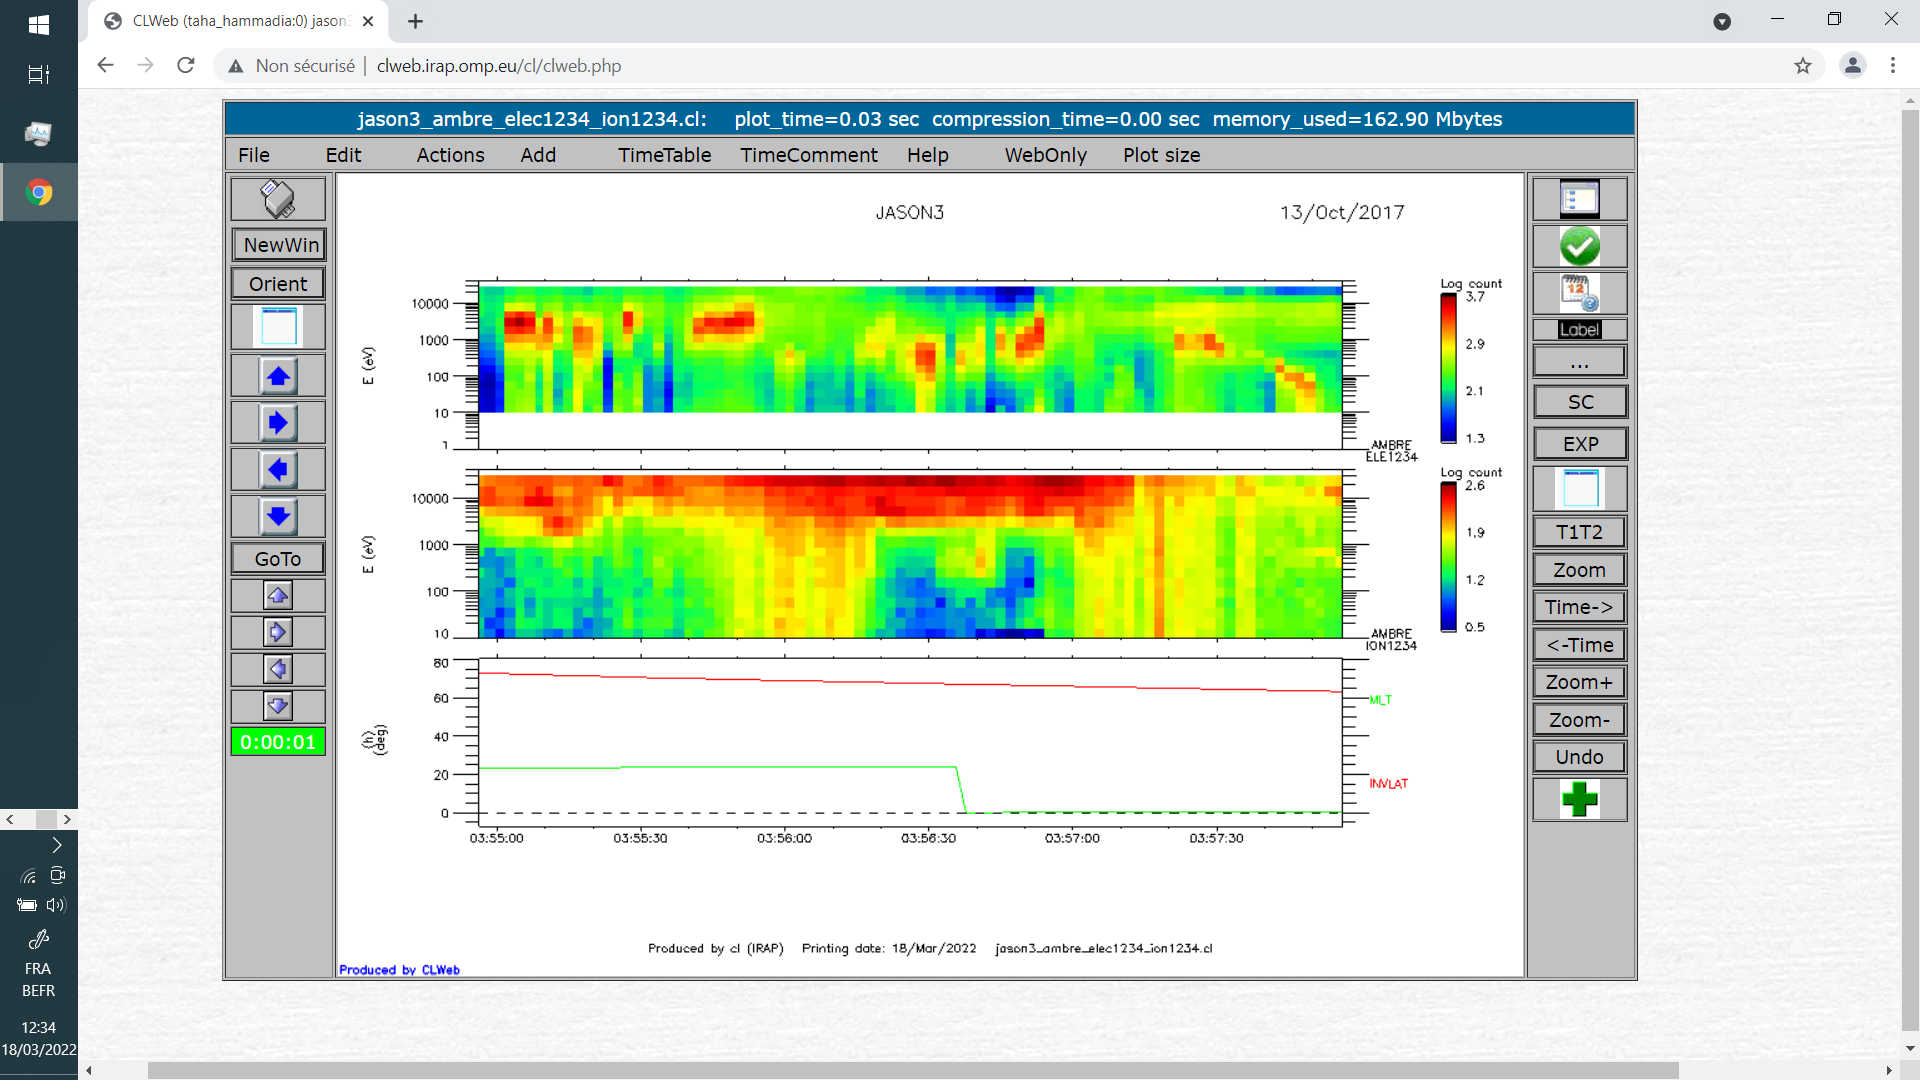 CLWeb (taha_hammadia:0) jason3
Non sécurisé | clweb.irap.omp.eu/cl/clweb.php
jason3_ambre_elec1234_ion1234.cl: plot_time=0.03 sec compression_time=0.00 sec memory_used=162.90 Mbytes
File Edit Actions Add TimeTable TimeComment Help WebOnly Plot size
NewWin
Orient
GoTo
0:00:01
JASON3 13/Oct/2017
10000
1000
100
10
1
E (eV)
AMBRE
ELE1234
Log count
3.7
2.9
2.1
1.3
10000
1000
100
10
E (eV)
AMBRE
ION1234
Log count
2.6
1.9
1.2
0.5
80
60
40
20
0
(h)
(deg)
MLT
INVLAT
03:55:00 03:55:30 03:56:00 03:56:30 03:57:00 03:57:30
Produced by cl (IRAP) Printing date: 18/Mar/2022 jason3_ambre_elec1234_ion1234.cl
Produced by CLWeb
12
Label
...
SC
EXP
T1T2
Zoom
Time->
<-Time
Zoom+
Zoom-
Undo
FRA
BEFR
12:34
18/03/2022